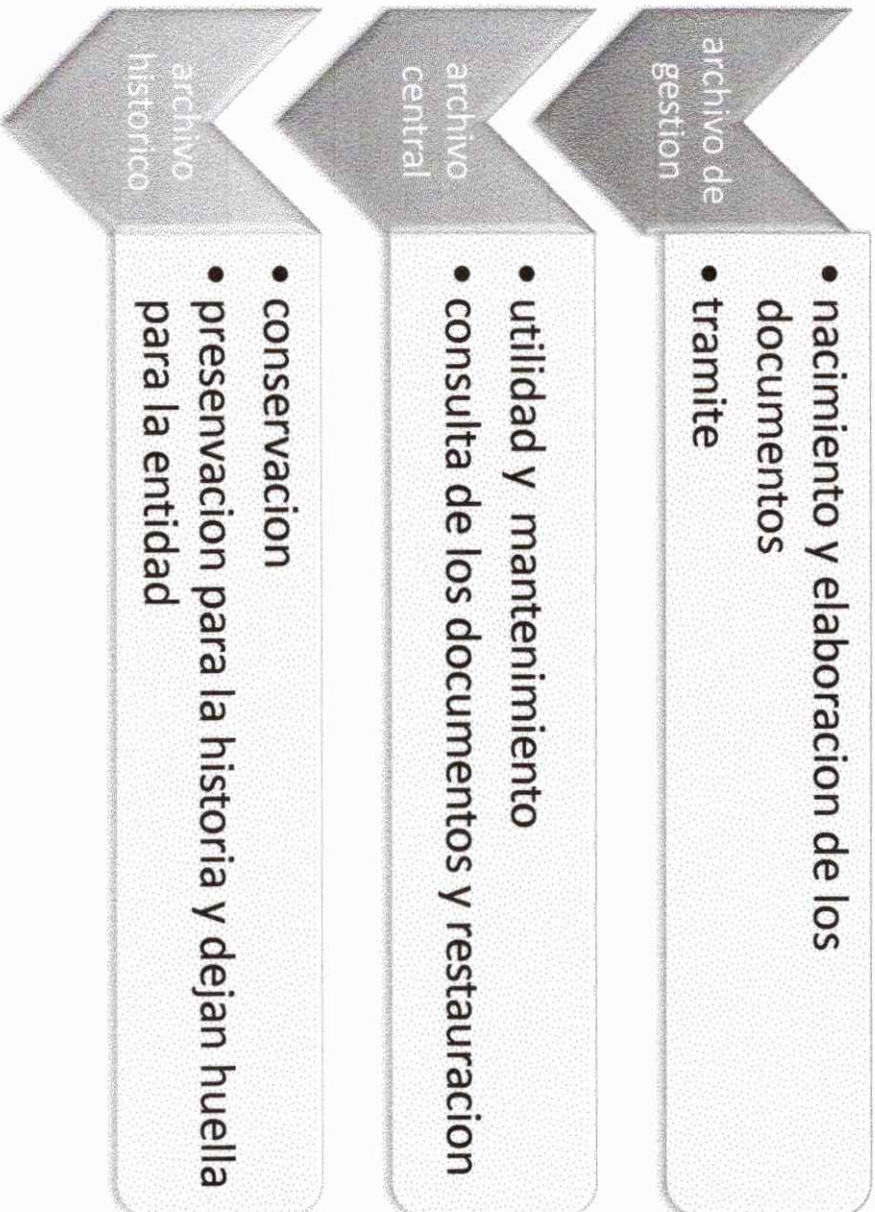 archivo de
gestion
• nacimiento y elaboracion de los
documentos
• tramite
archivo
central
• utilidad y mantenimiento
• consulta de los documentos y restauracion
archivo
historico
• conservacion
• presenvacion para la historia y dejan huella
para la entidad